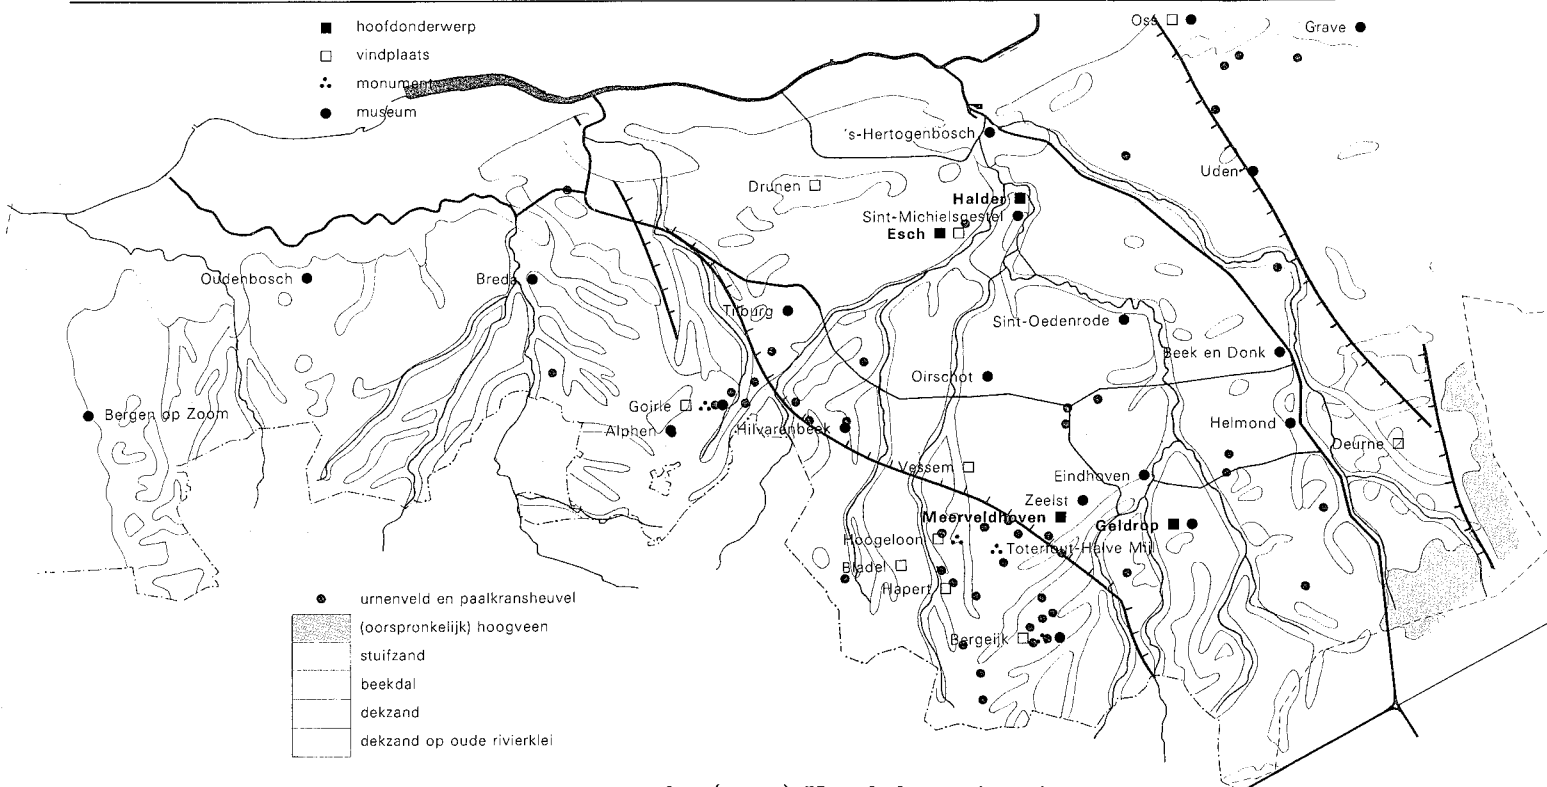 hoofdonderwerp
vindplaats
monument
museum
Oss
Grave
's-Hertogenbosch
Uden
Drunen
Halder
Sint-Michielsgestel
Esch
Oudenbosch
Breda
Tilburg
Sint-Oedenrode
Beek en Donk
Oirschot
Bergen op Zoom
Goirle
Alphen
Hilvarenbeek
Helmond
Deurne
Vessem
Eindhoven
Zeelst
Meerveldhoven
Geldrop
Hoogeloon
Toterfout-Halve Mijl
Bladel
Hapert
Bergeijk
urnenveld en paalkransheuvel
(oorspronkelijk) hoogveen
stuifzand
beekdal
dekzand
dekzand op oude rivierklei